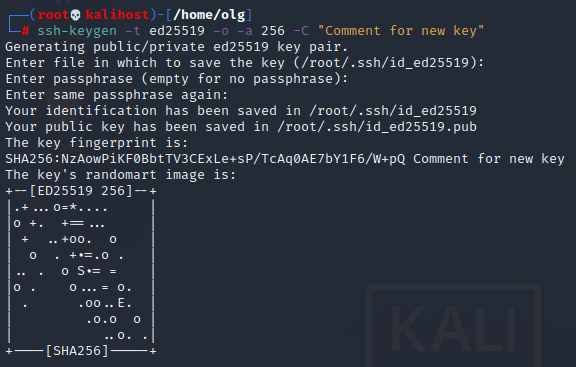 ┌──(root💀kalihost)-[/home/olg]
└─# ssh-keygen -t ed25519 -o -a 256 -C "Comment for new key"
Generating public/private ed25519 key pair.
Enter file in which to save the key (/root/.ssh/id_ed25519):
Enter passphrase (empty for no passphrase):
Enter same passphrase again:
Your identification has been saved in /root/.ssh/id_ed25519
Your public key has been saved in /root/.ssh/id_ed25519.pub
The key fingerprint is:
SHA256:NzAowPiKF0BbtTV3CExLe+sP/TcAq0AE7bY1F6/W+pQ Comment for new key
The key's randomart image is:
+--[ED25519 256]--+
|.+...o=*....     |
|o +.  +==...     |
| +  ..+oo.  o    |
|  o  . +*=.o .   |
|.. .  o S*= =    |
|o .    o...= o.  |
| .      .oo..E.  |
|         .o.o  o |
|           ..o. .|
+----[SHA256]-----+
KALI